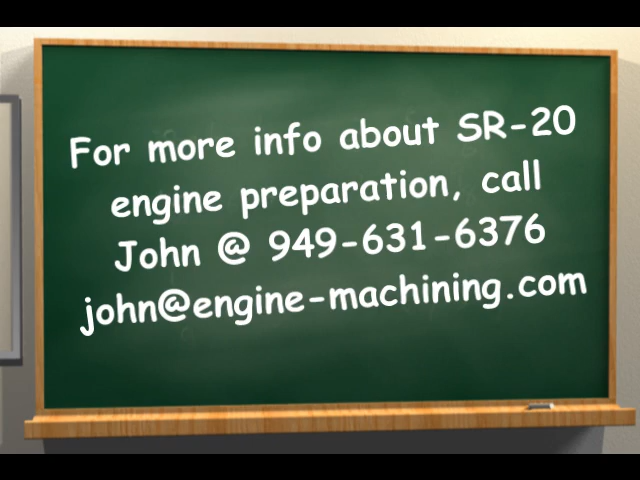 For more info about SR-20
engine preparation, call
John @ 949-631-6376
john@engine-machining.com